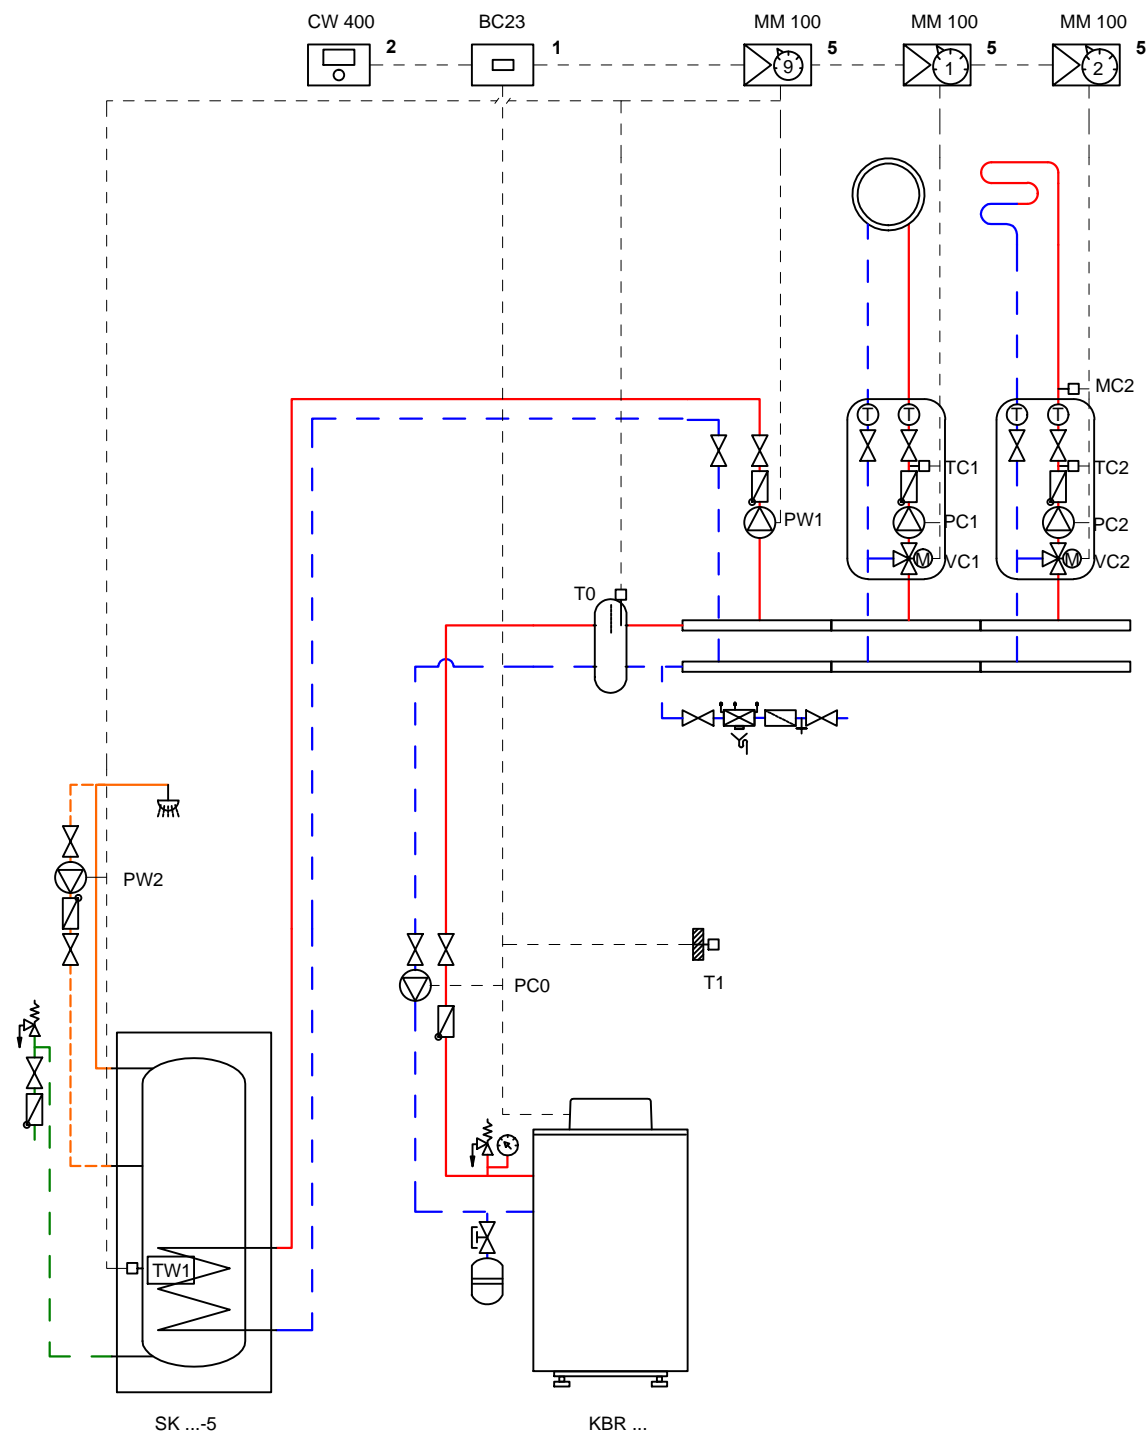 CW 400 BC23 MM 100 MM 100 MM 100
2 1 5 5 5
9 1 2
MC2
T T T T
TC1 TC2
PW1 PC1 PC2
M VC1 M VC2
T0
PW2
T1
PC0
TW1
SK ...-5 KBR ...